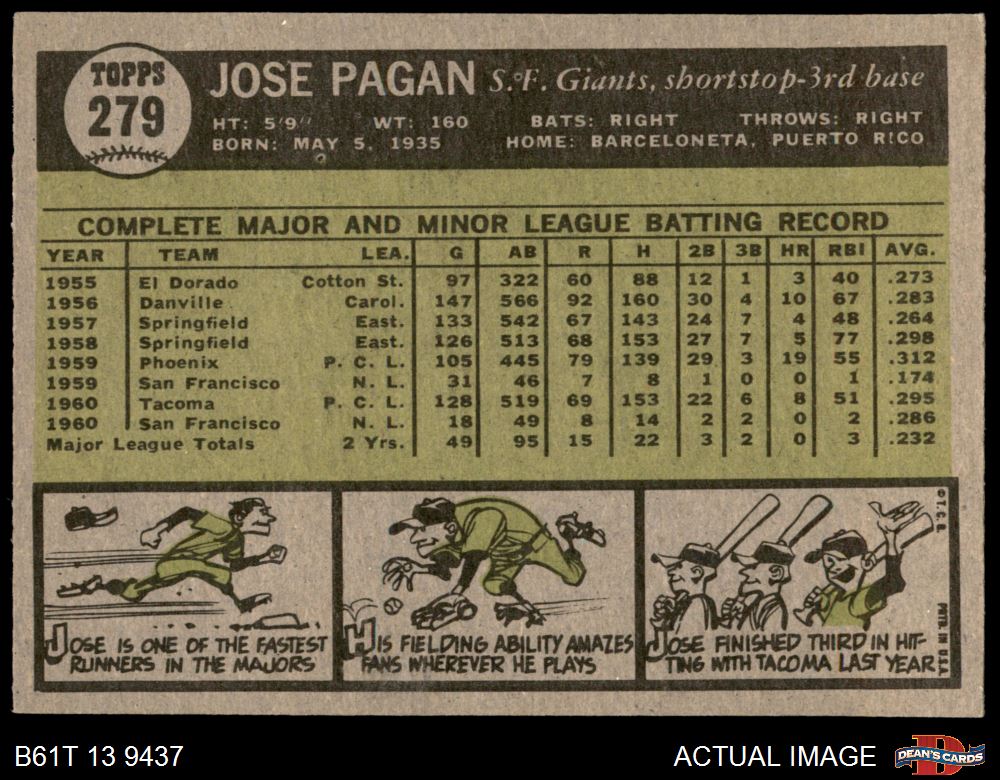 TOPPS
279
JOSE PAGAN S.F. Giants, shortstop-3rd base
HT: 5'9" WT: 160 BATS: RIGHT THROWS: RIGHT
BORN: MAY 5, 1935 HOME: BARCELONETA, PUERTO RICO
COMPLETE MAJOR AND MINOR LEAGUE BATTING RECORD
YEAR TEAM LEA. G AB R H 2B 3B HR RBI AVG.
1955 El Dorado Cotton St. 97 322 60 88 12 1 3 40 .273
1956 Danville Carol. 147 566 92 160 30 4 10 67 .283
1957 Springfield East. 133 542 67 143 24 7 4 48 .264
1958 Springfield East. 126 513 68 153 27 7 5 77 .298
1959 Phoenix P. C. L. 105 445 79 139 29 3 19 55 .312
1959 San Francisco N. L. 31 46 7 8 1 0 0 1 .174
1960 Tacoma P. C. L. 128 519 69 153 22 6 8 51 .295
1960 San Francisco N. L. 18 49 8 14 2 2 0 2 .286
Major League Totals 2 Yrs. 49 95 15 22 3 2 0 3 .232
JOSE IS ONE OF THE FASTEST
RUNNERS IN THE MAJORS
HIS FIELDING ABILITY AMAZES
FANS WHEREVER HE PLAYS
JOSE FINISHED THIRD IN HIT-
TING WITH TACOMA LAST YEAR
© T. C. G. PRTD. IN U.S.A.
B61T 13 9437 ACTUAL IMAGE DEAN'S CARDS